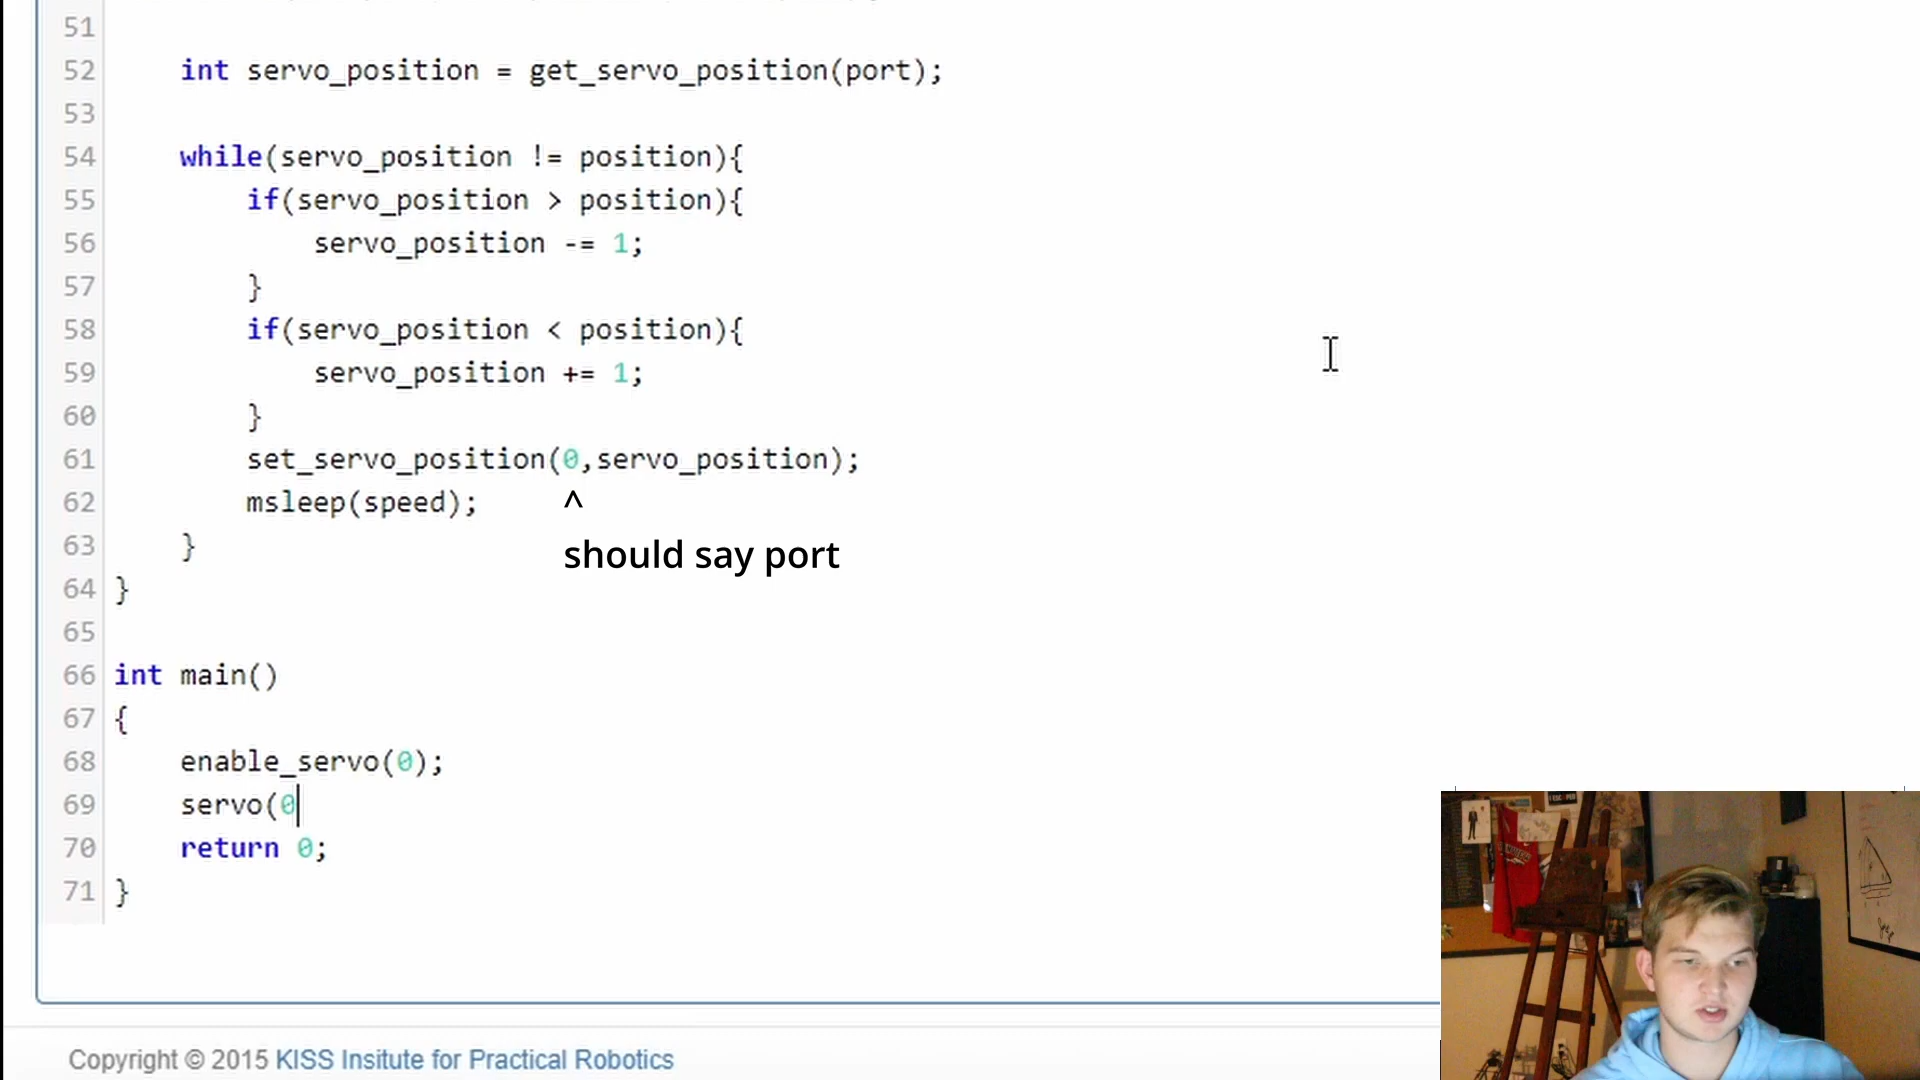 51
52 int servo_position = get_servo_position(port);
53
54 while(servo_position != position){
55 if(servo_position > position){
56 servo_position -= 1;
57 }
58 if(servo_position < position){
59 servo_position += 1;
60 }
61 set_servo_position(0,servo_position);
62 msleep(speed); ^
should say port
63 }
64 }
65
66 int main()
67 {
68 enable_servo(0);
69 servo(0
70 return 0;
71 }
Copyright © 2015 KISS Insitute for Practical Robotics